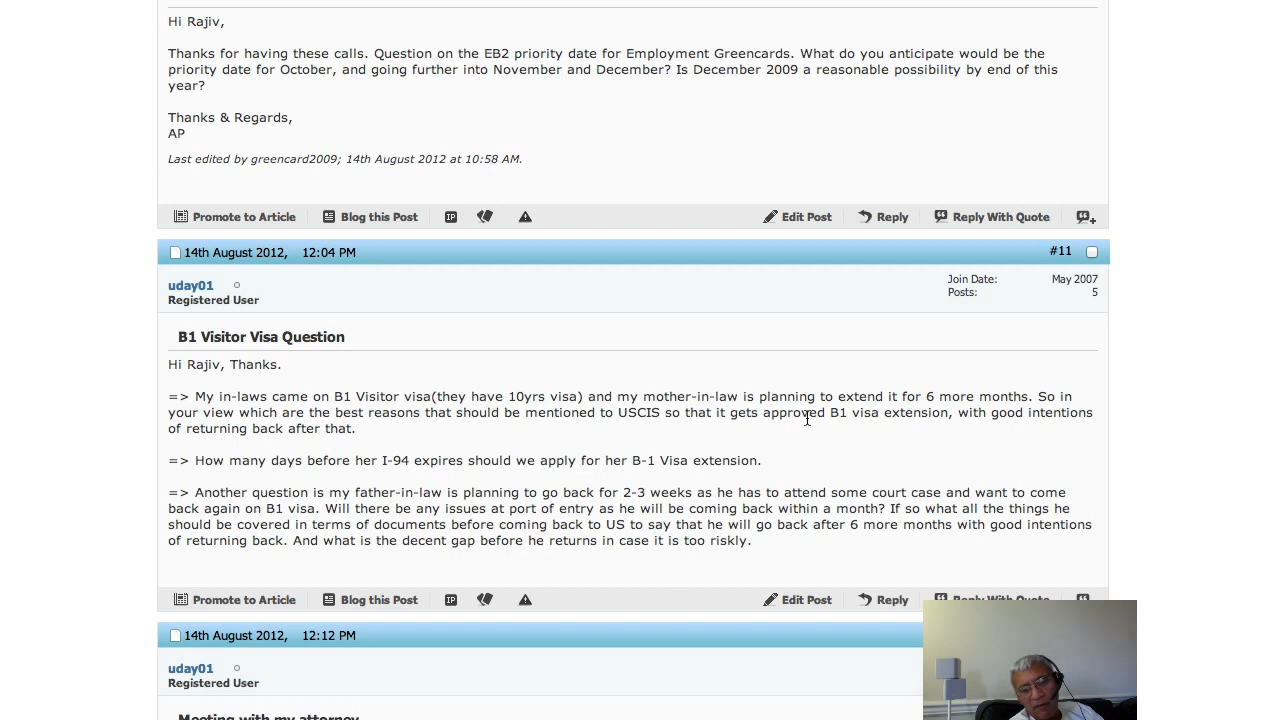 Hi Rajiv,
Thanks for having these calls. Question on the EB2 priority date for Employment Greencards. What do you anticipate would be the
priority date for October, and going further into November and December? Is December 2009 a reasonable possibility by end of this
year?
Thanks & Regards,
AP
Last edited by greencard2009; 14th August 2012 at 10:58 AM.
Promote to Article Blog this Post IP Edit Post Reply Reply With Quote
14th August 2012, 12:04 PM #11
uday01 Join Date: May 2007
Registered User Posts: 5
B1 Visitor Visa Question
Hi Rajiv, Thanks.
=> My in-laws came on B1 Visitor visa(they have 10yrs visa) and my mother-in-law is planning to extend it for 6 more months. So in
your view which are the best reasons that should be mentioned to USCIS so that it gets approved B1 visa extension, with good intentions
of returning back after that.
=> How many days before her I-94 expires should we apply for her B-1 Visa extension.
=> Another question is my father-in-law is planning to go back for 2-3 weeks as he has to attend some court case and want to come
back again on B1 visa. Will there be any issues at port of entry as he will be coming back within a month? If so what all the things he
should be covered in terms of documents before coming back to US to say that he will go back after 6 more months with good intentions
of returning back. And what is the decent gap before he returns in case it is too riskly.
Promote to Article Blog this Post IP Edit Post Reply Reply With Quote
14th August 2012, 12:12 PM
uday01
Registered User
Meeting with my attorney